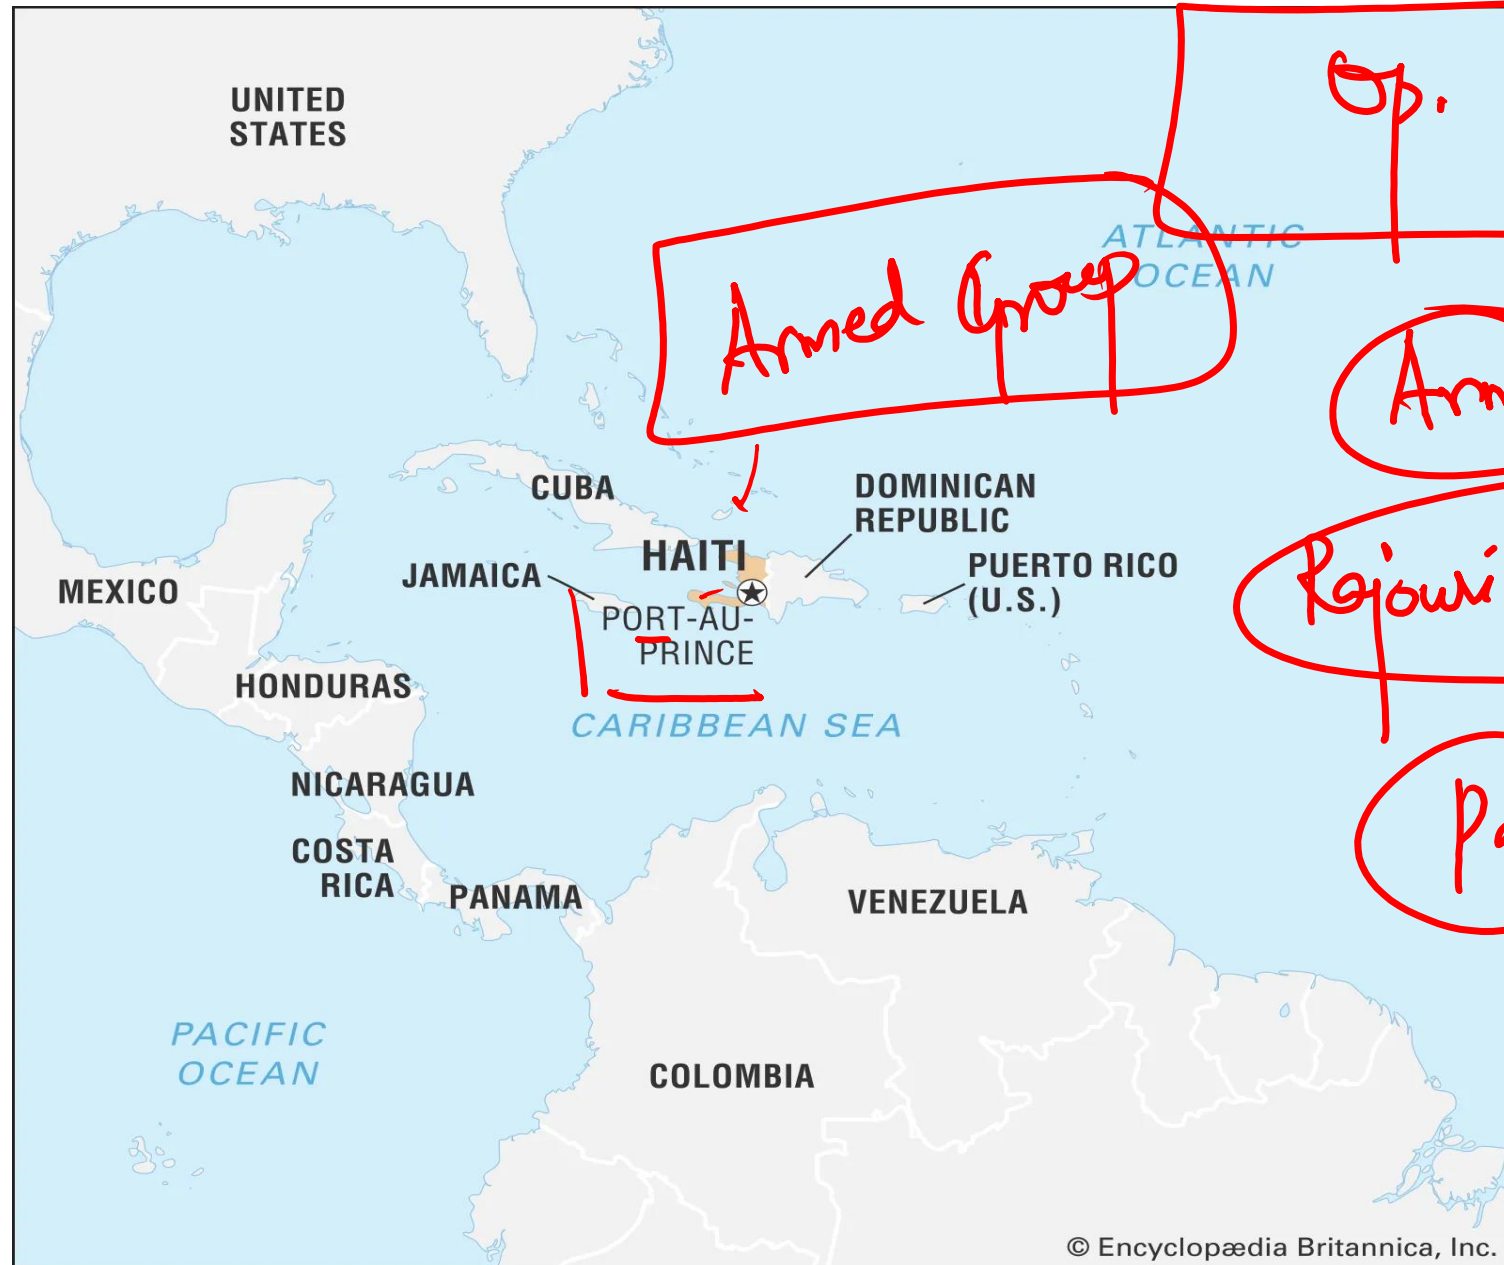 UNITED
STATES
Op.
ATLANTIC
OCEAN
Armed Group
CUBA
DOMINICAN
REPUBLIC
HAITI
JAMAICA
PUERTO RICO
(U.S.)
MEXICO
Rajouri
PORT-AU-
PRINCE
HONDURAS
CARIBBEAN SEA
NICARAGUA
COSTA
RICA
PANAMA
VENEZUELA
PACIFIC
OCEAN
COLOMBIA
© Encyclopædia Britannica, Inc.